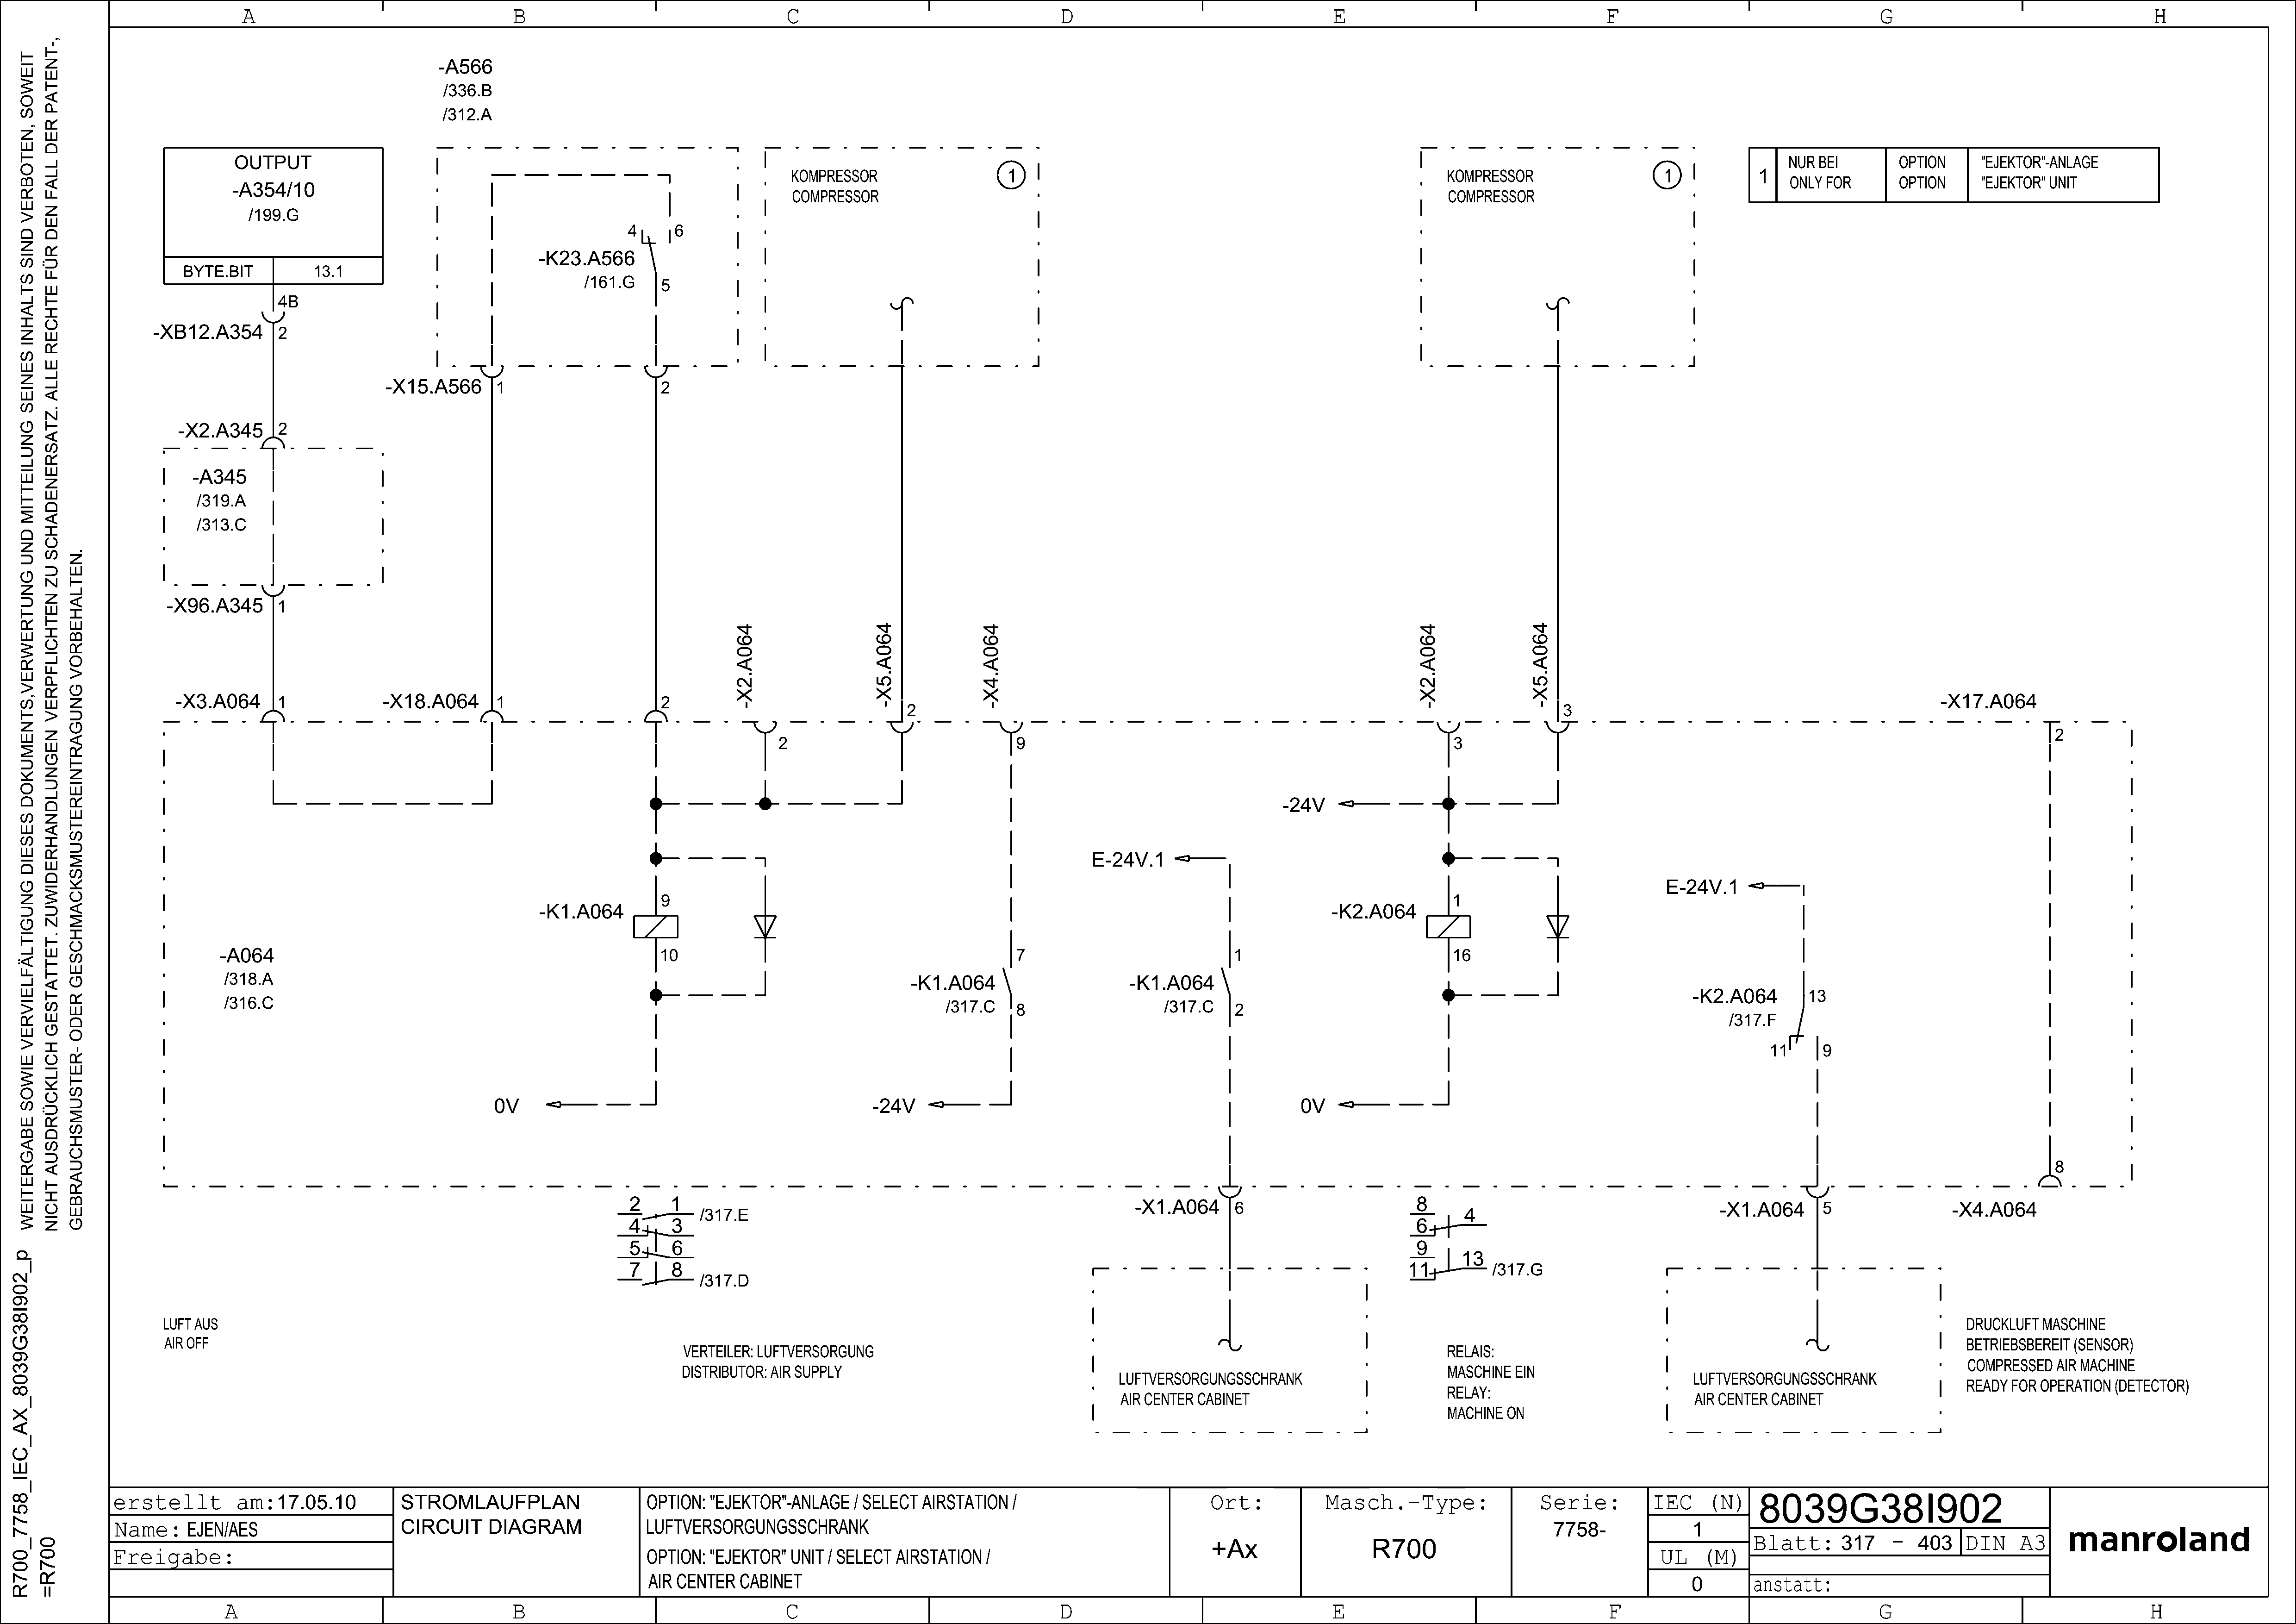 A B C D E F G H
WEITERGABE SOWIE VERVIELFÄLTIGUNG DIESES DOKUMENTS,VERWERTUNG UND MITTEILUNG SEINES INHALTS SIND VERBOTEN, SOWEIT
NICHT AUSDRÜCKLICH GESTATTET. ZUWIDERHANDLUNGEN VERPFLICHTEN ZU SCHADENERSATZ. ALLE RECHTE FÜR DEN FALL DER PATENT-,
GEBRAUCHSMUSTER- ODER GESCHMACKSMUSTEREINTRAGUNG VORBEHALTEN.
R700_7758_IEC_AX_8039G38I902_p
=R700
-A566
/336.B
/312.A
OUTPUT
-A354/10
/199.G
BYTE.BIT 13.1
4B
-XB12.A354 2
-X2.A345 2
-A345
/319.A
/313.C
-X96.A345 1
4 6
-K23.A566
/161.G 5
-X15.A566 1 2
KOMPRESSOR 1
COMPRESSOR
KOMPRESSOR 1
COMPRESSOR
1 NUR BEI OPTION "EJEKTOR"-ANLAGE
ONLY FOR OPTION "EJEKTOR" UNIT
-X3.A064 1
-X18.A064 1 2
-X2.A064 2
-X5.A064 2
-X4.A064 9
-X2.A064 3
-X5.A064 3
-X17.A064 2
-24V
E-24V.1
E-24V.1
-K1.A064 9
10
-K2.A064 1
16
-A064
/318.A
/316.C
7
-K1.A064
/317.C 8
1
-K1.A064
/317.C 2
-K2.A064 13
/317.F
11 9
0V
-24V
0V
8
2 1 /317.E
4 3
5 6
7 8 /317.D
-X1.A064 6
8
6 4
9
11 13 /317.G
-X1.A064 5
-X4.A064
LUFT AUS
AIR OFF
VERTEILER: LUFTVERSORGUNG
DISTRIBUTOR: AIR SUPPLY
LUFTVERSORGUNGSSCHRANK
AIR CENTER CABINET
RELAIS:
MASCHINE EIN
RELAY:
MACHINE ON
LUFTVERSORGUNGSSCHRANK
AIR CENTER CABINET
DRUCKLUFT MASCHINE
BETRIEBSBEREIT (SENSOR)
COMPRESSED AIR MACHINE
READY FOR OPERATION (DETECTOR)
erstellt am:17.05.10
Name: EJEN/AES
Freigabe:
STROMLAUFPLAN
CIRCUIT DIAGRAM
OPTION: "EJEKTOR"-ANLAGE / SELECT AIRSTATION /
LUFTVERSORGUNGSSCHRANK
OPTION: "EJEKTOR" UNIT / SELECT AIRSTATION /
AIR CENTER CABINET
Ort:
+Ax
Masch.-Type:
R700
Serie:
7758-
IEC (N)
1
UL (M)
0
8039G38I902
Blatt: 317 - 403 DIN A3
anstatt:
manroland
A B C D E F G H